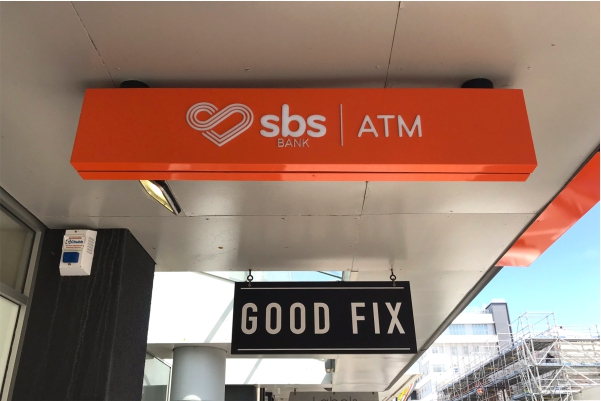 sbs | ATM
BANK
GOOD FIX